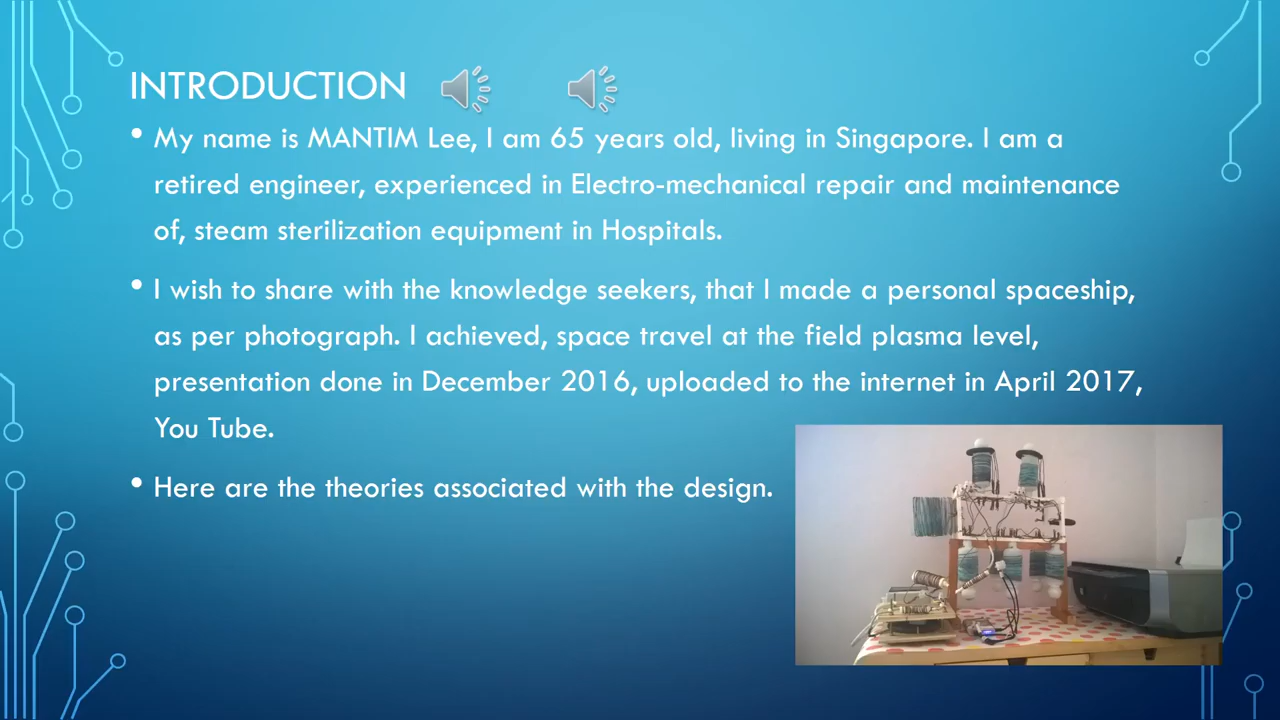 INTRODUCTION
• My name is MANTIM Lee, I am 65 years old, living in Singapore. I am a
retired engineer, experienced in Electro-mechanical repair and maintenance
of, steam sterilization equipment in Hospitals.
• I wish to share with the knowledge seekers, that I made a personal spaceship,
as per photograph. I achieved, space travel at the field plasma level,
presentation done in December 2016, uploaded to the internet in April 2017,
You Tube.
• Here are the theories associated with the design.